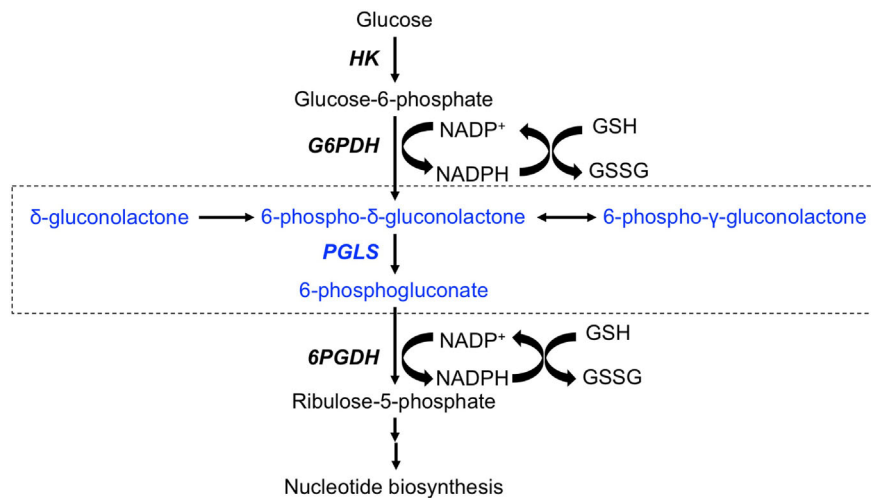 Glucose
HK
Glucose-6-phosphate
G6PDH
NADP⁺
GSH
NADPH
GSSG
δ-gluconolactone
6-phospho-δ-gluconolactone
6-phospho-γ-gluconolactone
PGLS
6-phosphogluconate
6PGDH
NADP⁺
GSH
NADPH
GSSG
Ribulose-5-phosphate
Nucleotide biosynthesis